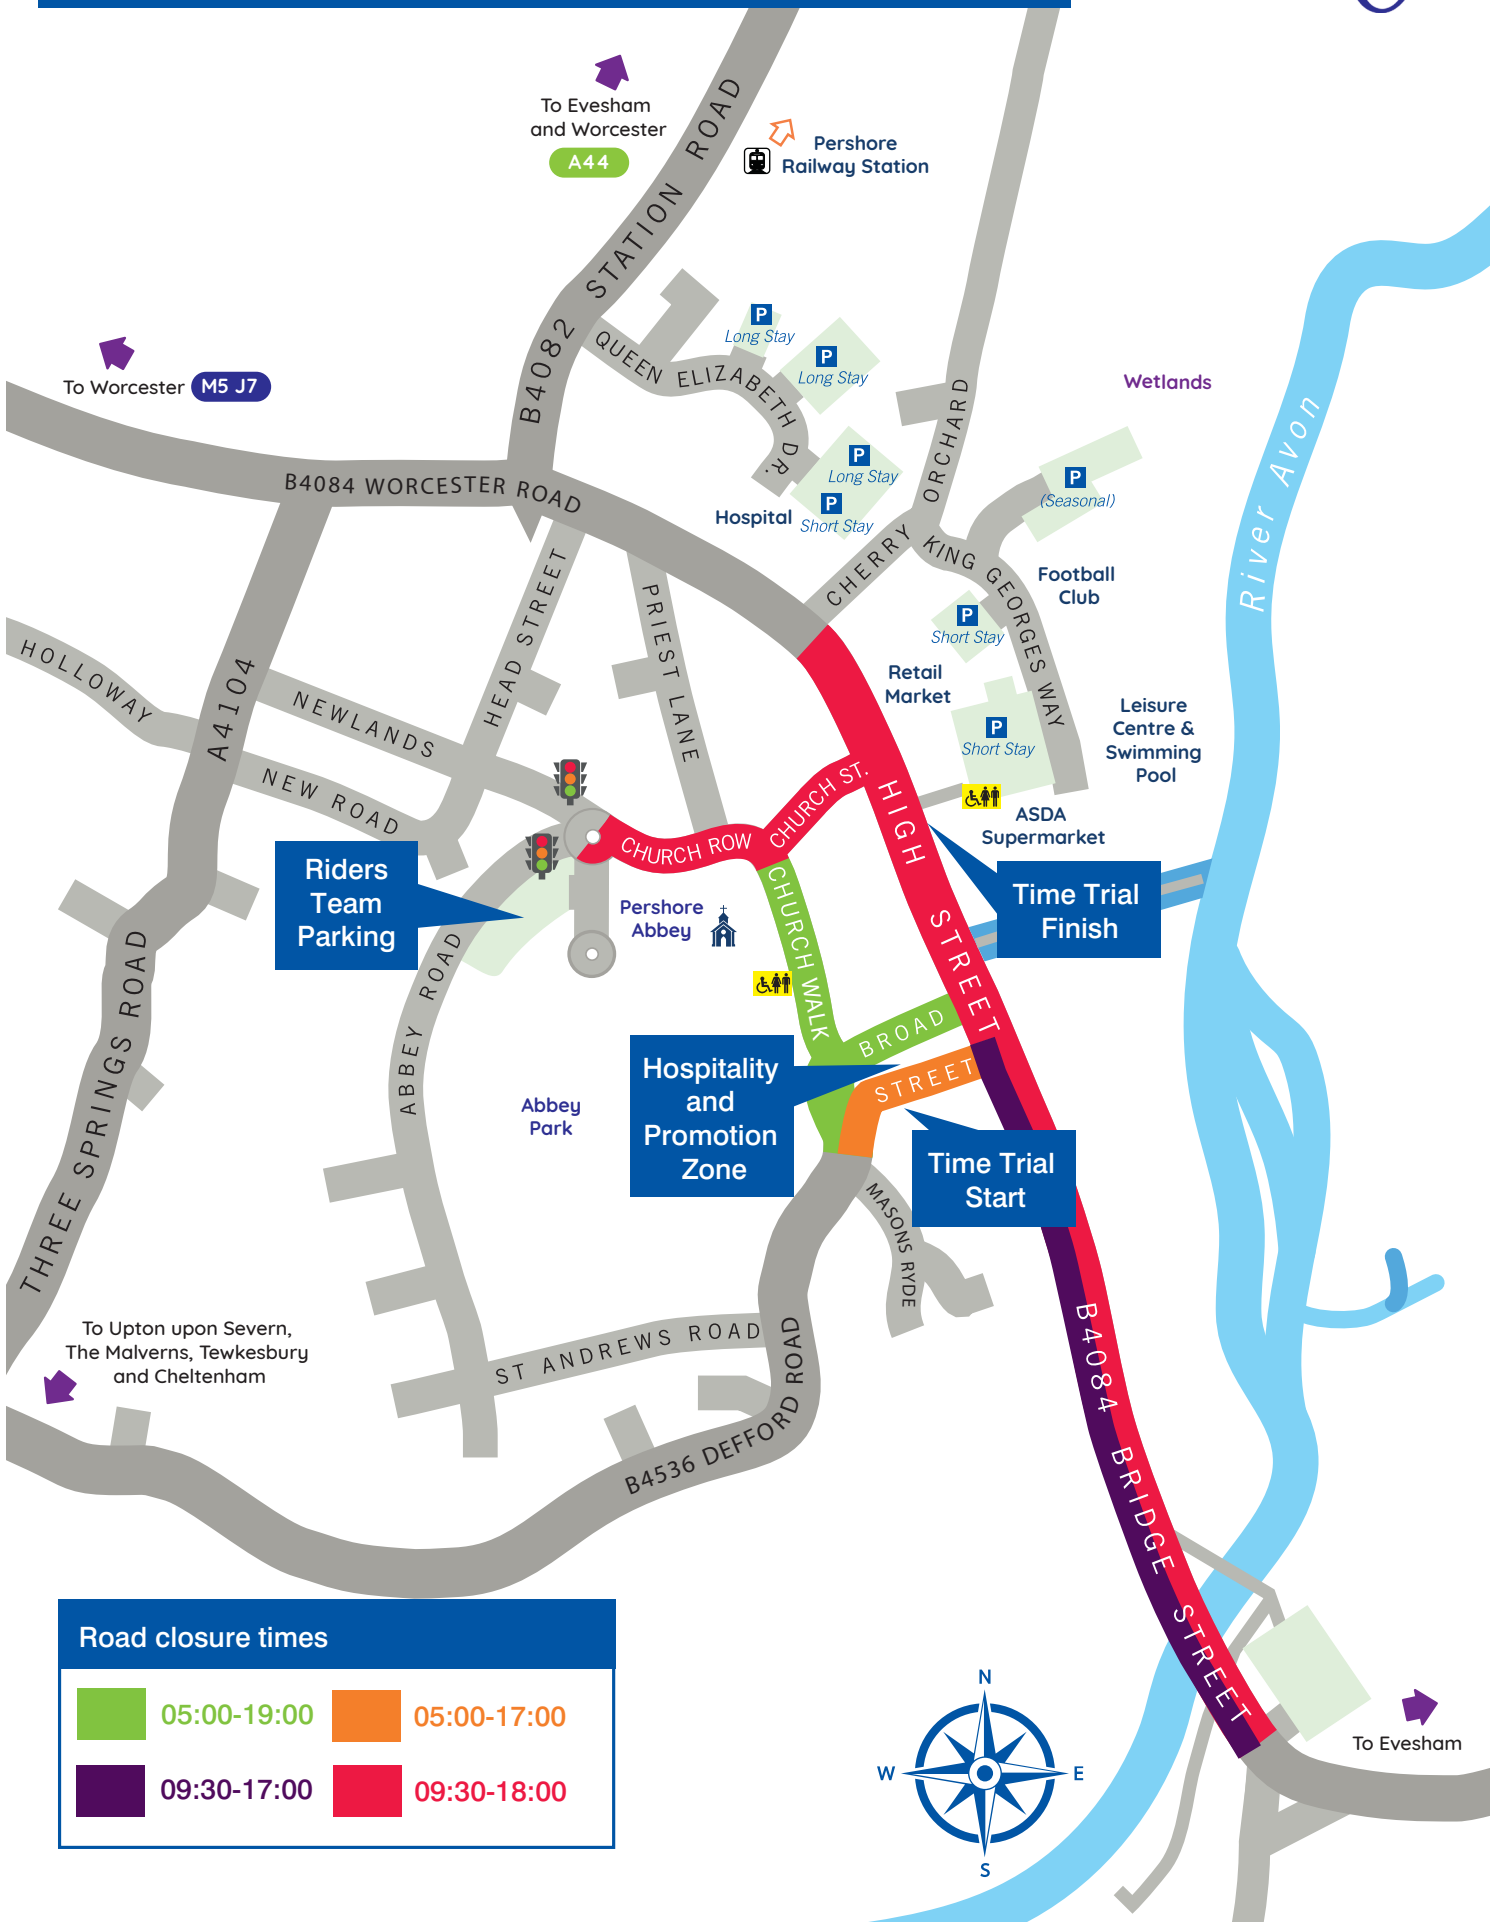 To Evesham
and Worcester
A44
B4082 STATION ROAD
Pershore
Railway Station
To Worcester M5 J7
QUEEN ELIZABETH DR.
P
Long Stay
P
Long Stay
P
Long Stay
P
Short Stay
Hospital
CHERRY ORCHARD
Wetlands
P
(Seasonal)
River Avon
B4084 WORCESTER ROAD
KING GEORGES WAY
Football
Club
P
Short Stay
Retail
Market
P
Short Stay
Leisure
Centre &
Swimming
Pool
ASDA
Supermarket
HOLLOWAY
A4104
NEWLANDS
HEAD STREET
PRIEST LANE
NEW ROAD
CHURCH ROW
CHURCH ST.
HIGH STREET
Riders
Team
Parking
Time Trial
Finish
Pershore
Abbey
CHURCH WALK
ABBEY ROAD
THREE SPRINGS ROAD
BROAD
STREET
Hospitality
and
Promotion
Zone
Abbey
Park
Time Trial
Start
MASONS RYDE
To Upton upon Severn,
The Malverns, Tewkesbury
and Cheltenham
ST ANDREWS ROAD
B4536 DEFFORD ROAD
B4084 BRIDGE STREET
To Evesham
Road closure times
05:00-19:00
05:00-17:00
09:30-17:00
09:30-18:00
N
W
E
S